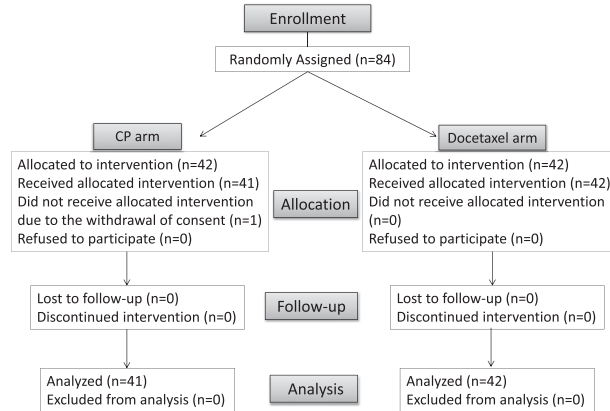 Enrollment
Randomly Assigned (n=84)
CP arm
Allocated to intervention (n=42)
Received allocated intervention (n=41)
Did not receive allocated intervention
due to the withdrawal of consent (n=1)
Refused to participate (n=0)
Docetaxel arm
Allocated to intervention (n=42)
Received allocated intervention (n=42)
Did not receive allocated intervention
(n=0)
Refused to participate (n=0)
Allocation
Lost to follow-up (n=0)
Discontinued intervention (n=0)
Follow-up
Lost to follow-up (n=0)
Discontinued intervention (n=0)
Analyzed (n=41)
Excluded from analysis (n=0)
Analysis
Analyzed (n=42)
Excluded from analysis (n=0)